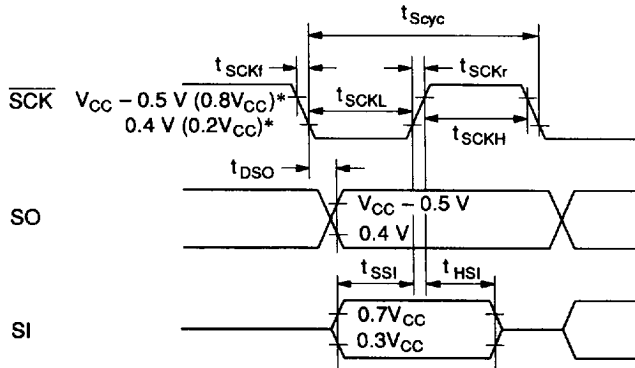 tScyc
tSCKf
tSCKr
SCK
VCC – 0.5 V (0.8VCC)*
0.4 V (0.2VCC)*
tSCKL
tSCKH
tDSO
SO
VCC – 0.5 V
0.4 V
tSSI
tHSI
SI
0.7VCC
0.3VCC